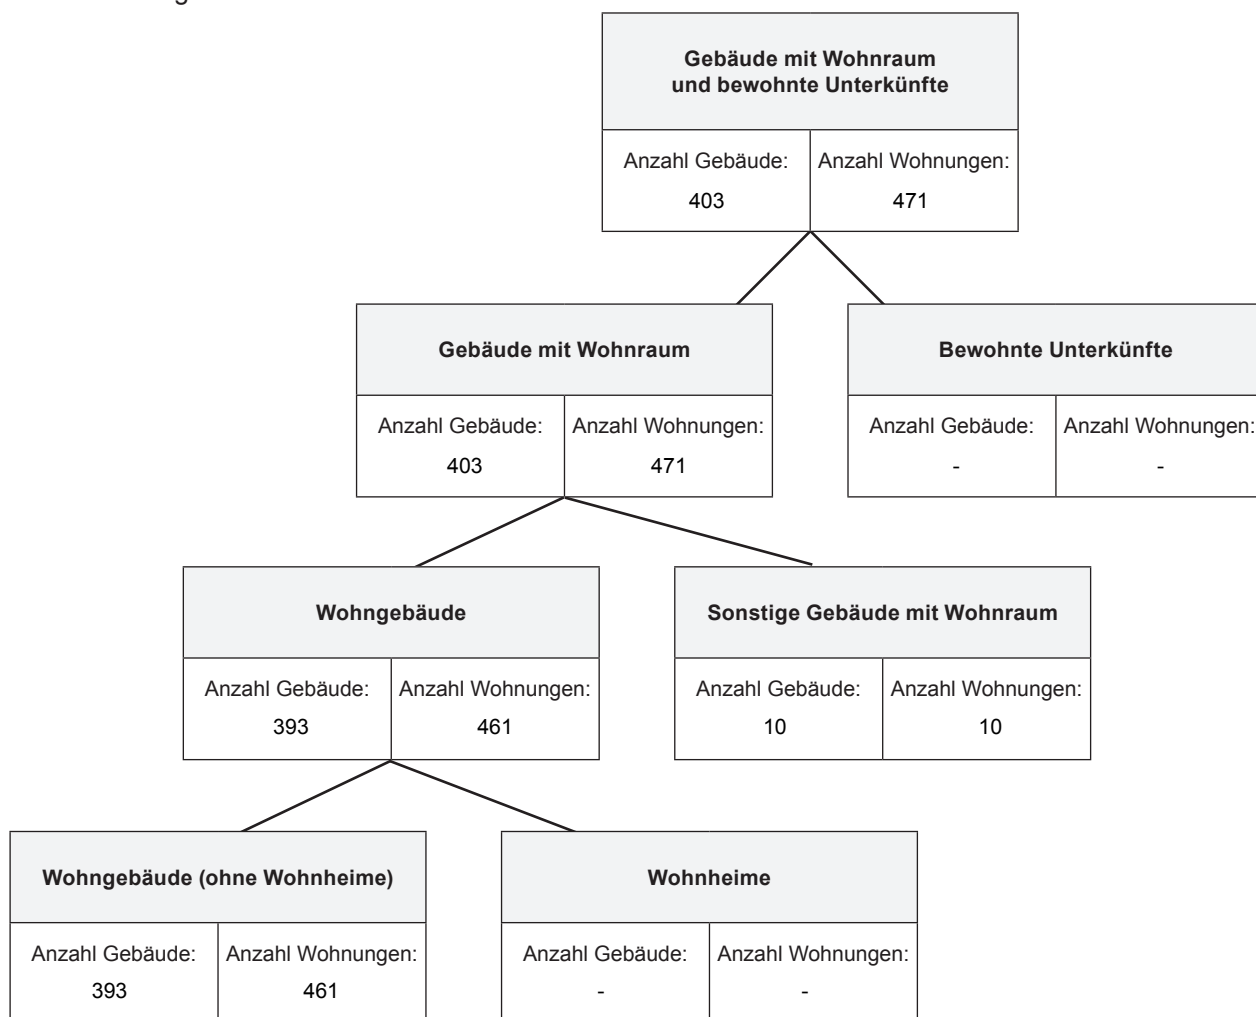 Gebäude mit Wohnraum
und bewohnte Unterkünfte
Anzahl Gebäude:
403
Anzahl Wohnungen:
471
Gebäude mit Wohnraum
Anzahl Gebäude:
403
Anzahl Wohnungen:
471
Bewohnte Unterkünfte
Anzahl Gebäude:
-
Anzahl Wohnungen:
-
Wohngebäude
Anzahl Gebäude:
393
Anzahl Wohnungen:
461
Sonstige Gebäude mit Wohnraum
Anzahl Gebäude:
10
Anzahl Wohnungen:
10
Wohngebäude (ohne Wohnheime)
Anzahl Gebäude:
393
Anzahl Wohnungen:
461
Wohnheime
Anzahl Gebäude:
-
Anzahl Wohnungen:
-